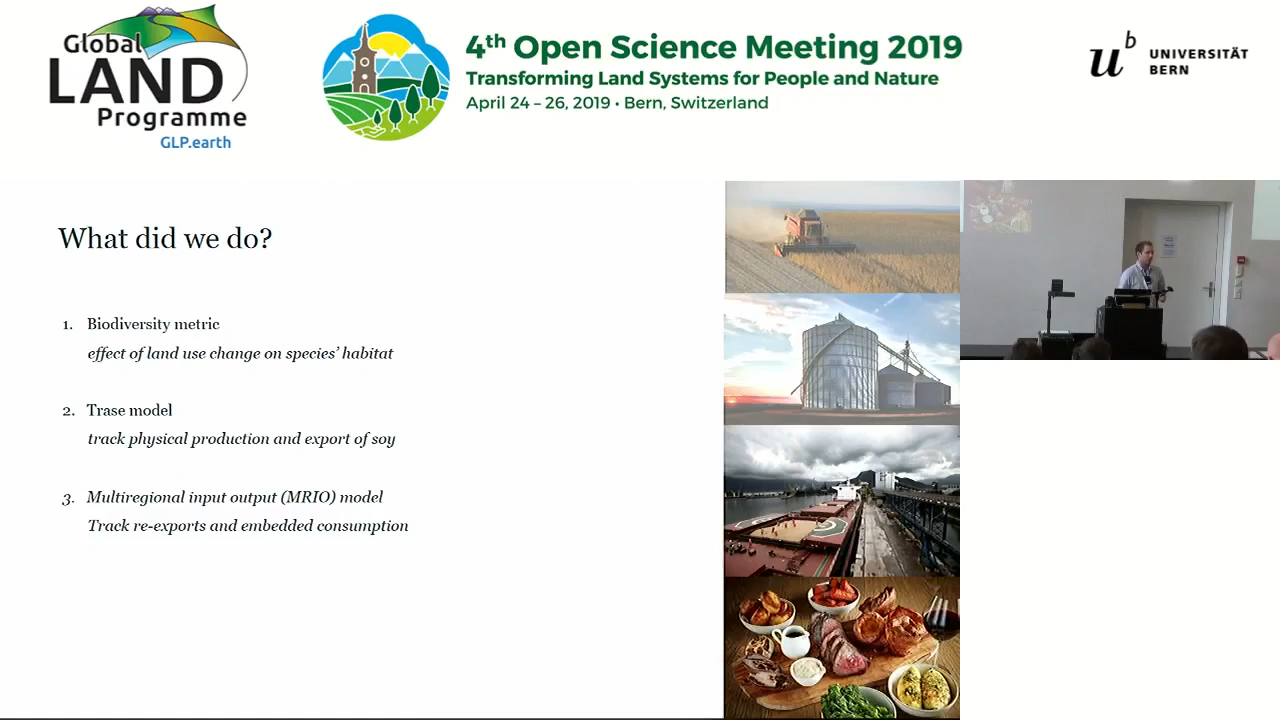 Global
LAND
Programme
GLP.earth
4th Open Science Meeting 2019
Transforming Land Systems for People and Nature
April 24 – 26, 2019 • Bern, Switzerland
u b UNIVERSITÄT
BERN
What did we do?
1. Biodiversity metric
effect of land use change on species' habitat
2. Trase model
track physical production and export of soy
3. Multiregional input output (MRIO) model
Track re-exports and embedded consumption